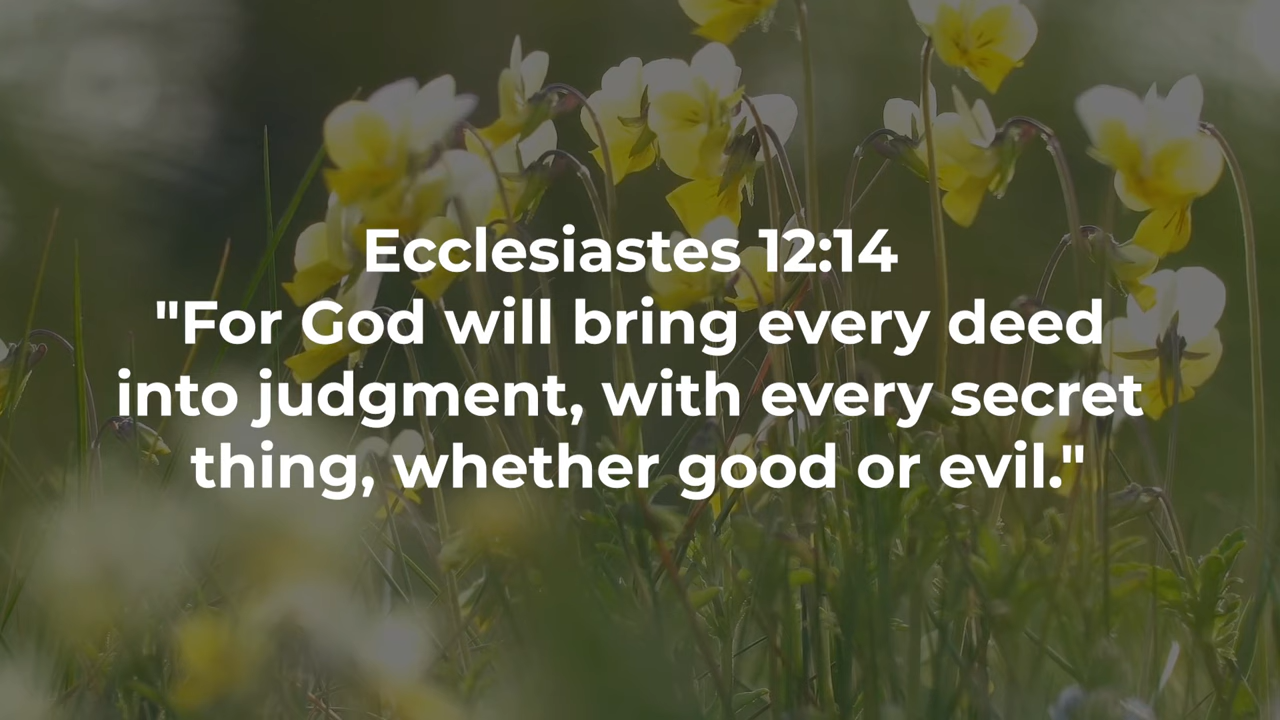 Ecclesiastes 12:14
"For God will bring every deed
into judgment, with every secret
thing, whether good or evil."